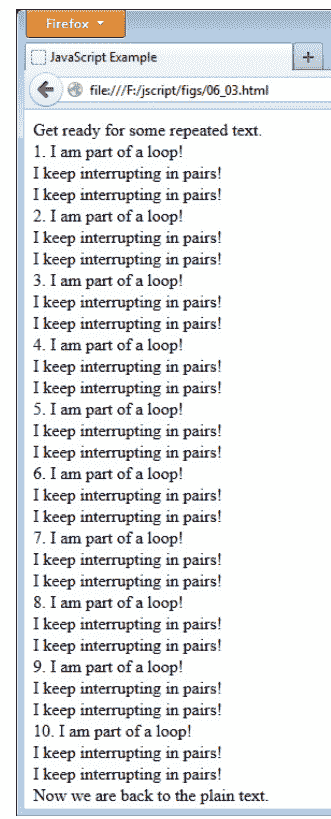 Firefox
JavaScript Example
file:///F:/jscript/figs/06_03.html
Get ready for some repeated text.
1. I am part of a loop!
I keep interrupting in pairs!
I keep interrupting in pairs!
2. I am part of a loop!
I keep interrupting in pairs!
I keep interrupting in pairs!
3. I am part of a loop!
I keep interrupting in pairs!
I keep interrupting in pairs!
4. I am part of a loop!
I keep interrupting in pairs!
I keep interrupting in pairs!
5. I am part of a loop!
I keep interrupting in pairs!
I keep interrupting in pairs!
6. I am part of a loop!
I keep interrupting in pairs!
I keep interrupting in pairs!
7. I am part of a loop!
I keep interrupting in pairs!
I keep interrupting in pairs!
8. I am part of a loop!
I keep interrupting in pairs!
I keep interrupting in pairs!
9. I am part of a loop!
I keep interrupting in pairs!
I keep interrupting in pairs!
10. I am part of a loop!
I keep interrupting in pairs!
I keep interrupting in pairs!
Now we are back to the plain text.